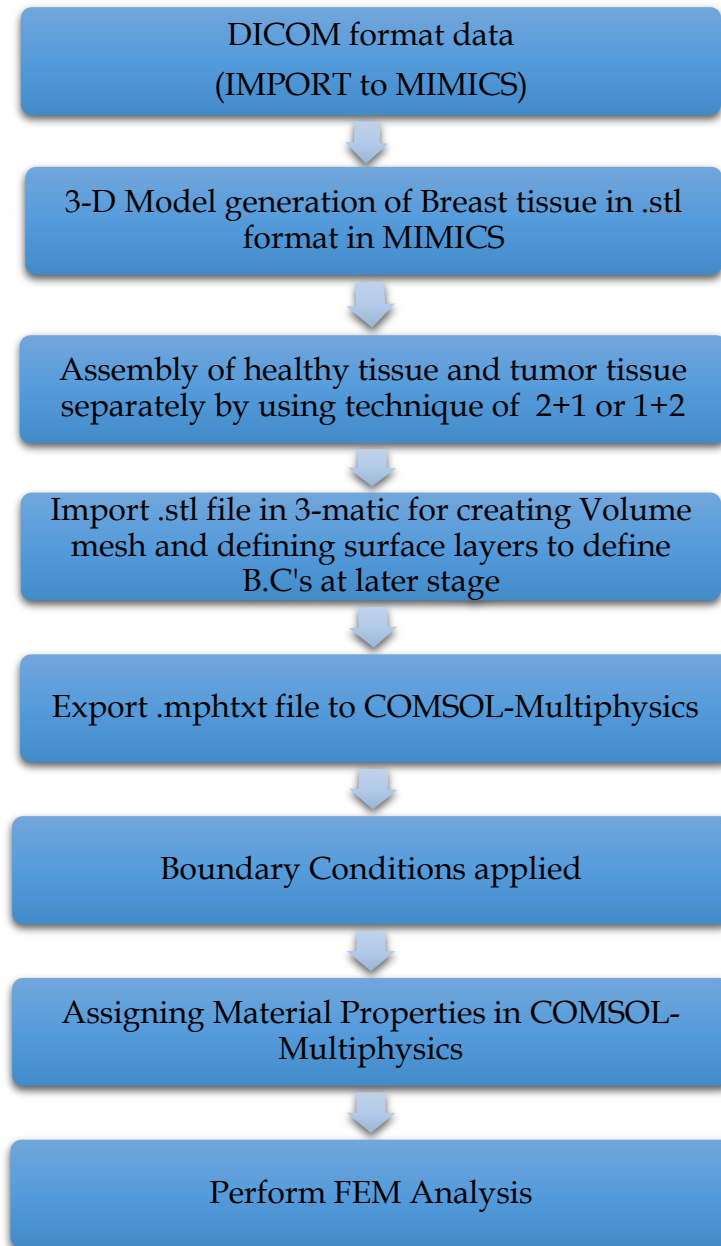 DICOM format data
(IMPORT to MIMICS)
3-D Model generation of Breast tissue in .stl
format in MIMICS
Assembly of healthy tissue and tumor tissue
separately by using technique of 2+1 or 1+2
Import .stl file in 3-matic for creating Volume
mesh and defining surface layers to define
B.C's at later stage
Export .mphtxt file to COMSOL-Multiphysics
Boundary Conditions applied
Assigning Material Properties in COMSOL-
Multiphysics
Perform FEM Analysis